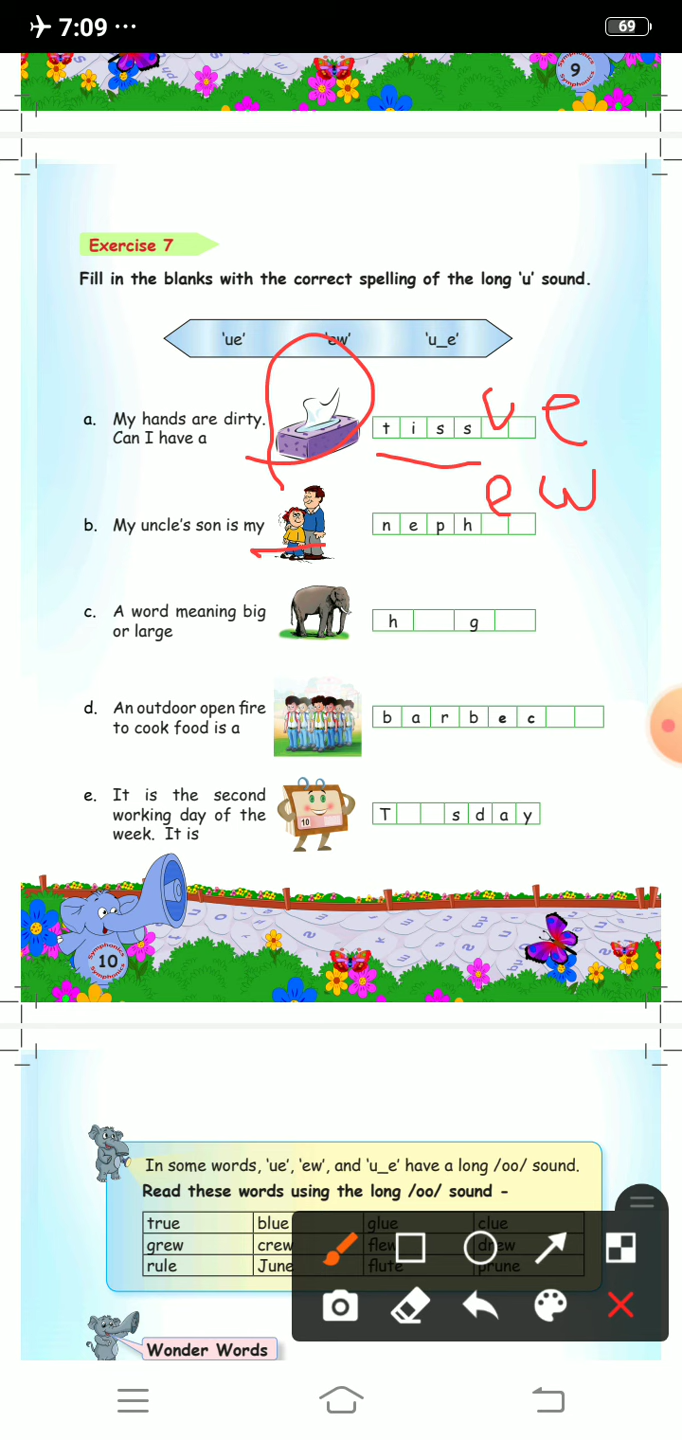 7:09 ...
69
9
Exercise 7
Fill in the blanks with the correct spelling of the long 'u' sound.
'ue' 'ew' 'u_e'
a. My hands are dirty.
Can I have a
t i s s
u e
e w
b. My uncle's son is my
n e p h
c. A word meaning big
or large
h g
d. An outdoor open fire
to cook food is a
b a r b e c
e. It is the second
working day of the
week. It is
10
T s d a y
Symphonics
10
Symphonics
In some words, 'ue', 'ew', and 'u_e' have a long /oo/ sound.
Read these words using the long /oo/ sound -
true blue glue clue
grew crew flew drew
rule June flute prune
Wonder Words